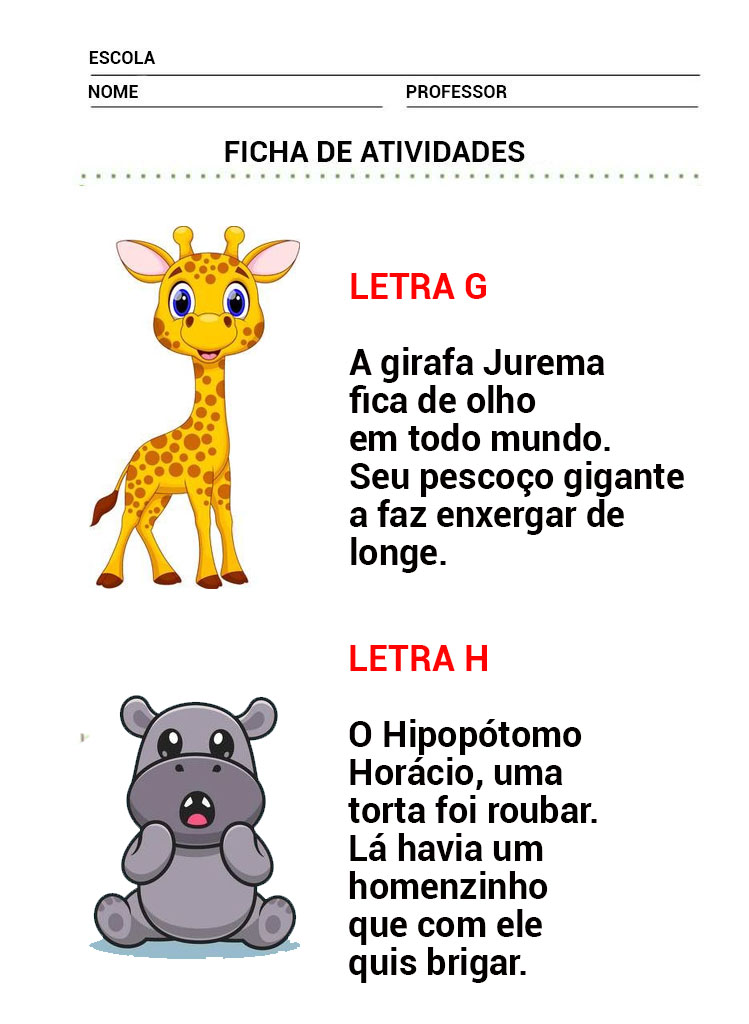 ESCOLA
NOME PROFESSOR
FICHA DE ATIVIDADES
LETRA G
A girafa Jurema
fica de olho
em todo mundo.
Seu pescoço gigante
a faz enxergar de
longe.
LETRA H
O Hipopótomo
Horácio, uma
torta foi roubar.
Lá havia um
homenzinho
que com ele
quis brigar.